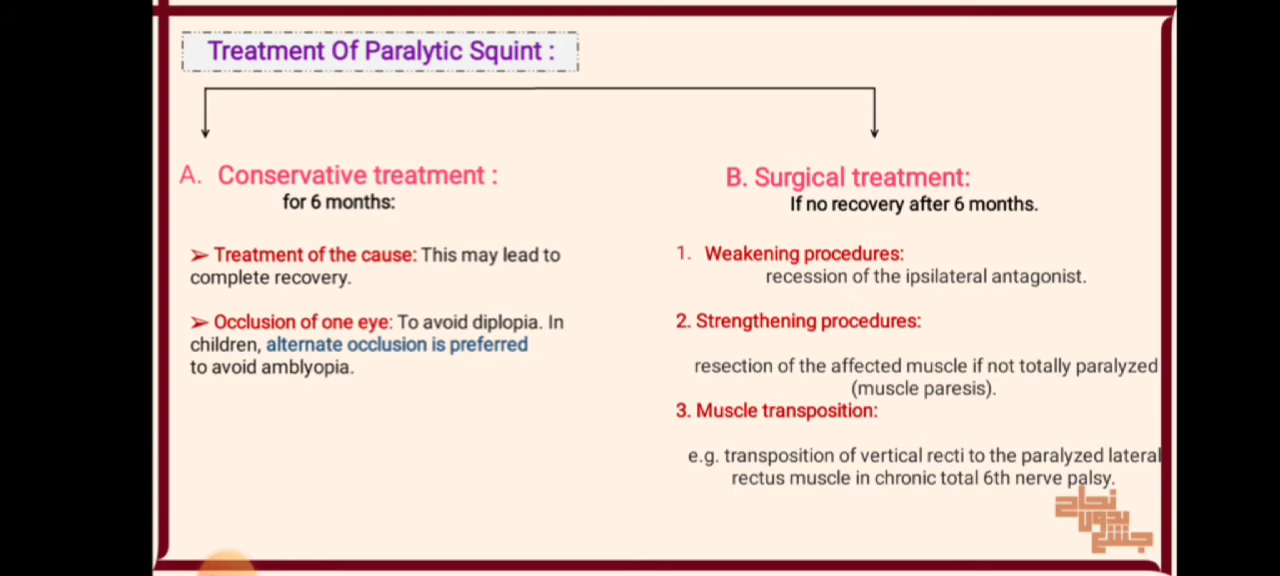 Treatment Of Paralytic Squint :
A. Conservative treatment :
for 6 months:
➢ Treatment of the cause: This may lead to
complete recovery.
➢ Occlusion of one eye: To avoid diplopia. In
children, alternate occlusion is preferred
to avoid amblyopia.
B. Surgical treatment:
If no recovery after 6 months.
1. Weakening procedures:
recession of the ipsilateral antagonist.
2. Strengthening procedures:
resection of the affected muscle if not totally paralyzed
(muscle paresis).
3. Muscle transposition:
e.g. transposition of vertical recti to the paralyzed lateral
rectus muscle in chronic total 6th nerve palsy.
نجاح
بدون
جشع